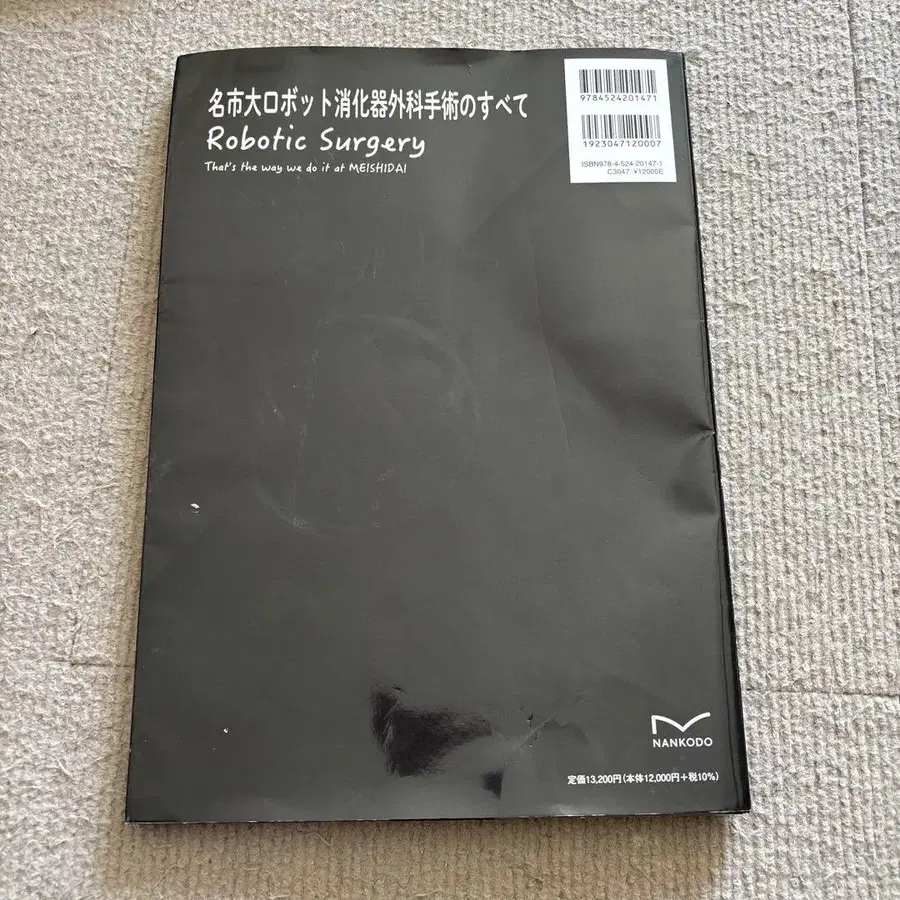 名市大ロボット消化器外科手術のすべて
Robotic Surgery
That's the way we do it at MEISHIDAI
9784524201471
1923047120007
ISBN978-4-524-20147-1
C3047 ¥12000E
NANKODO
定価13,200円(本体12,000円+税10%)